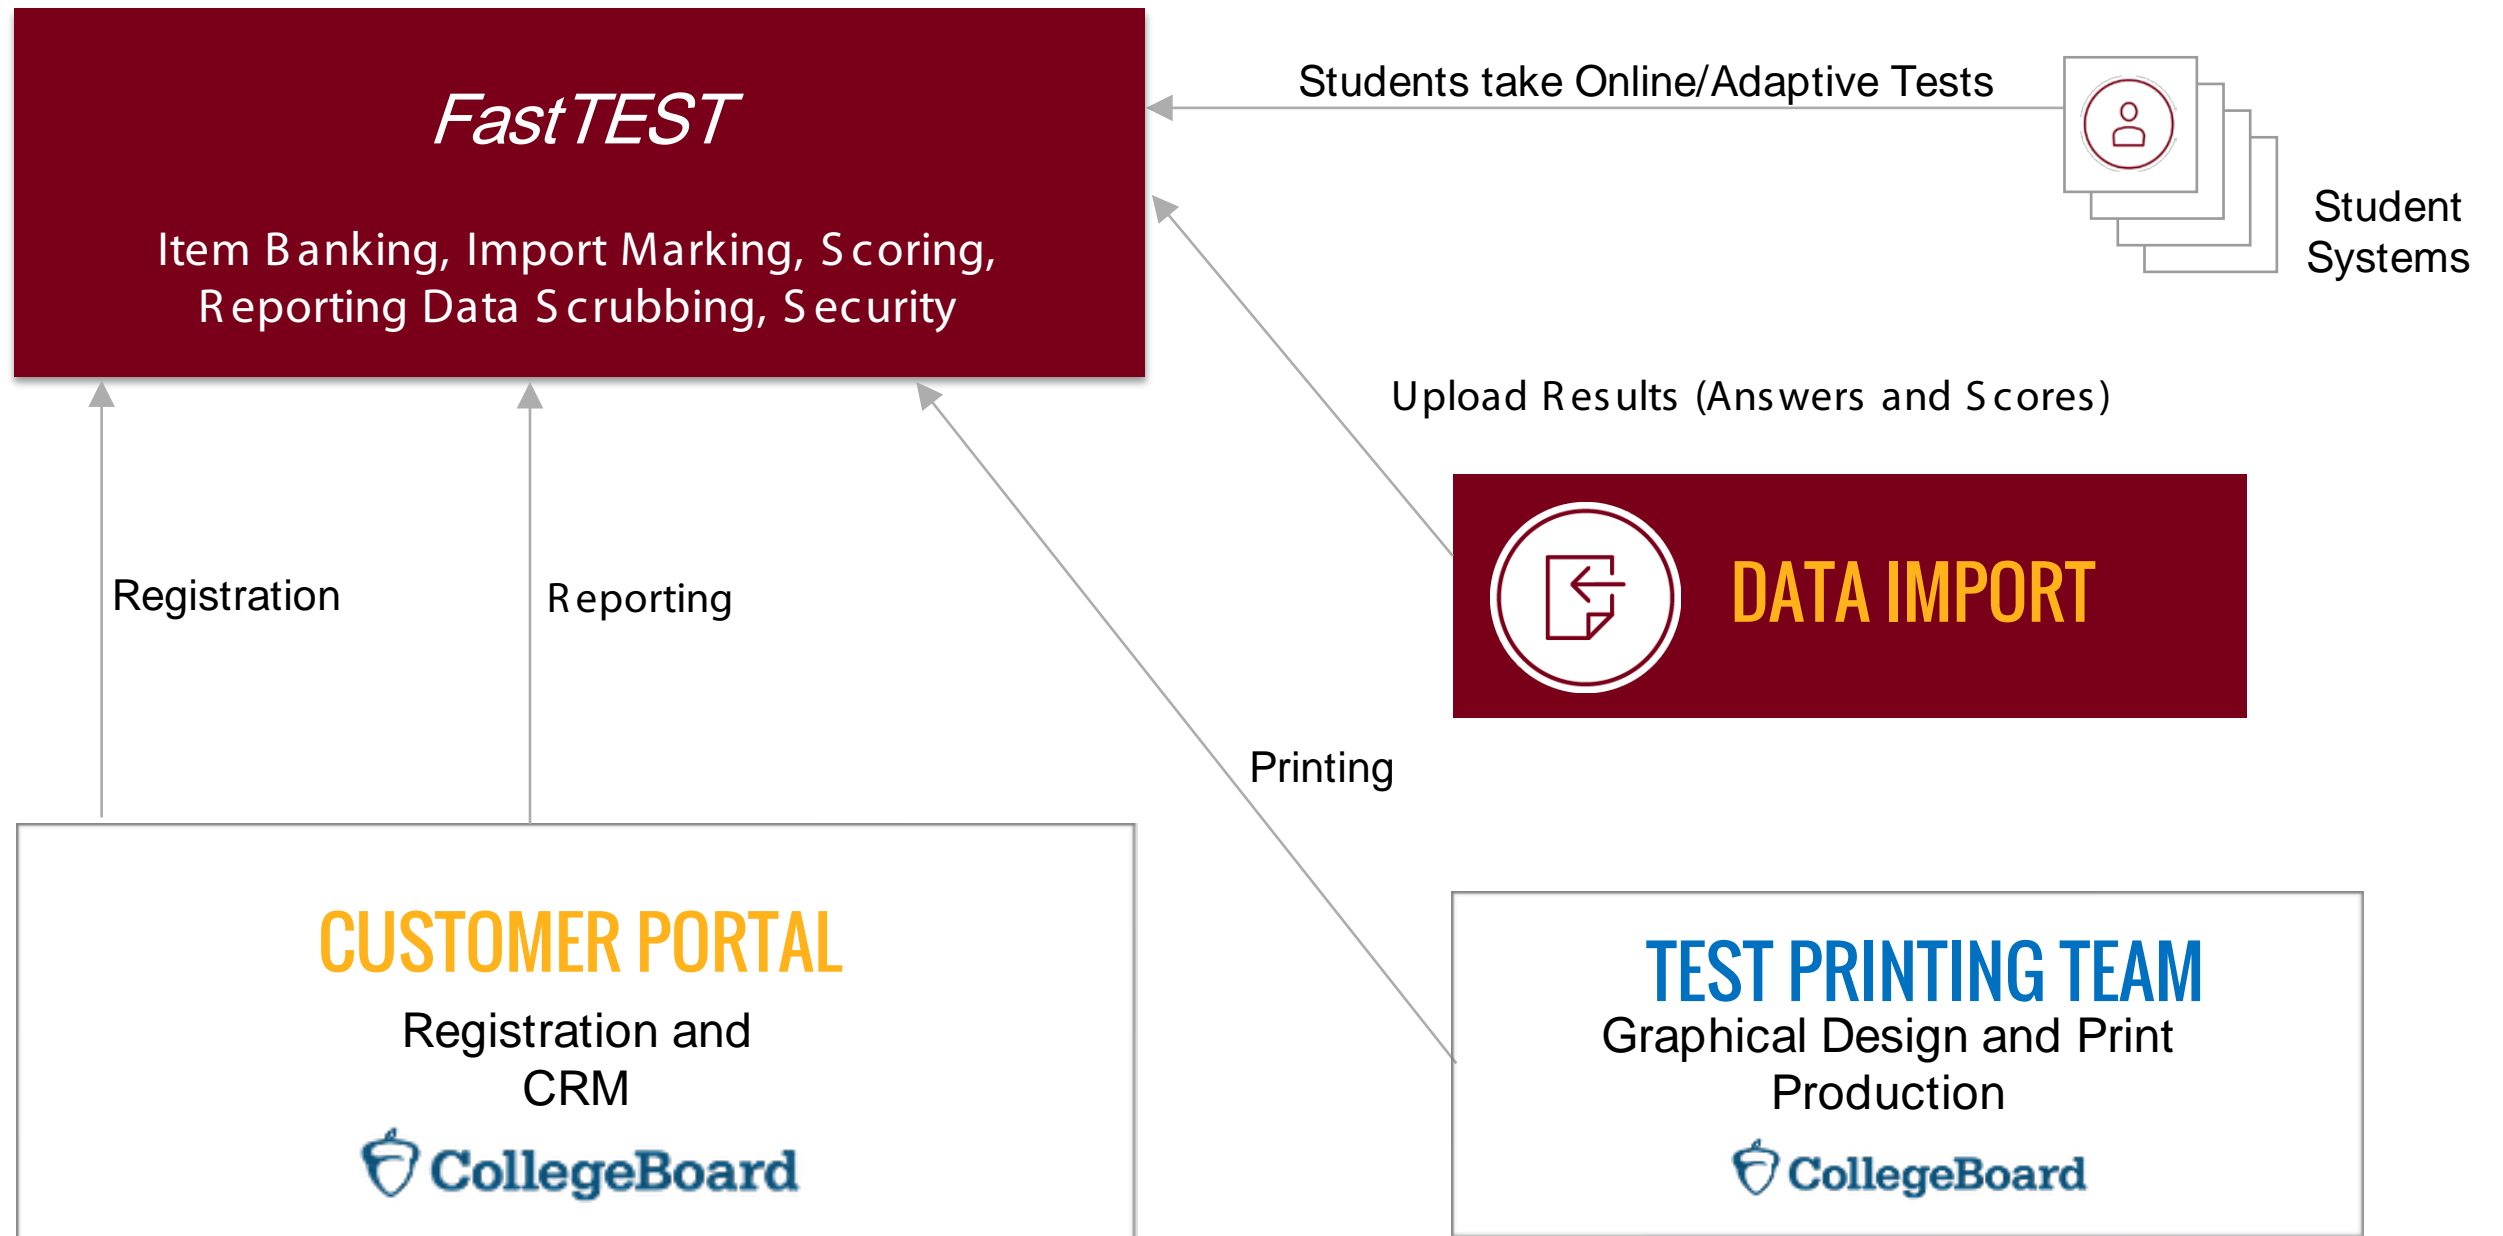 FastTEST
Item Banking, Import Marking, Scoring,
Reporting Data Scrubbing, Security
Students take Online/Adaptive Tests
Student
Systems
Upload Results (Answers and Scores)
DATA IMPORT
Registration
Reporting
Printing
CUSTOMER PORTAL
Registration and
CRM
CollegeBoard
TEST PRINTING TEAM
Graphical Design and Print
Production
CollegeBoard